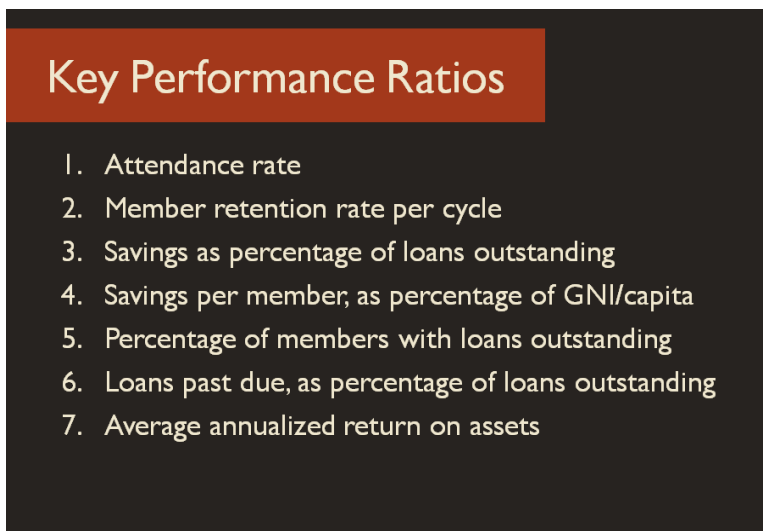 Key Performance Ratios
1. Attendance rate
2. Member retention rate per cycle
3. Savings as percentage of loans outstanding
4. Savings per member, as percentage of GNI/capita
5. Percentage of members with loans outstanding
6. Loans past due, as percentage of loans outstanding
7. Average annualized return on assets